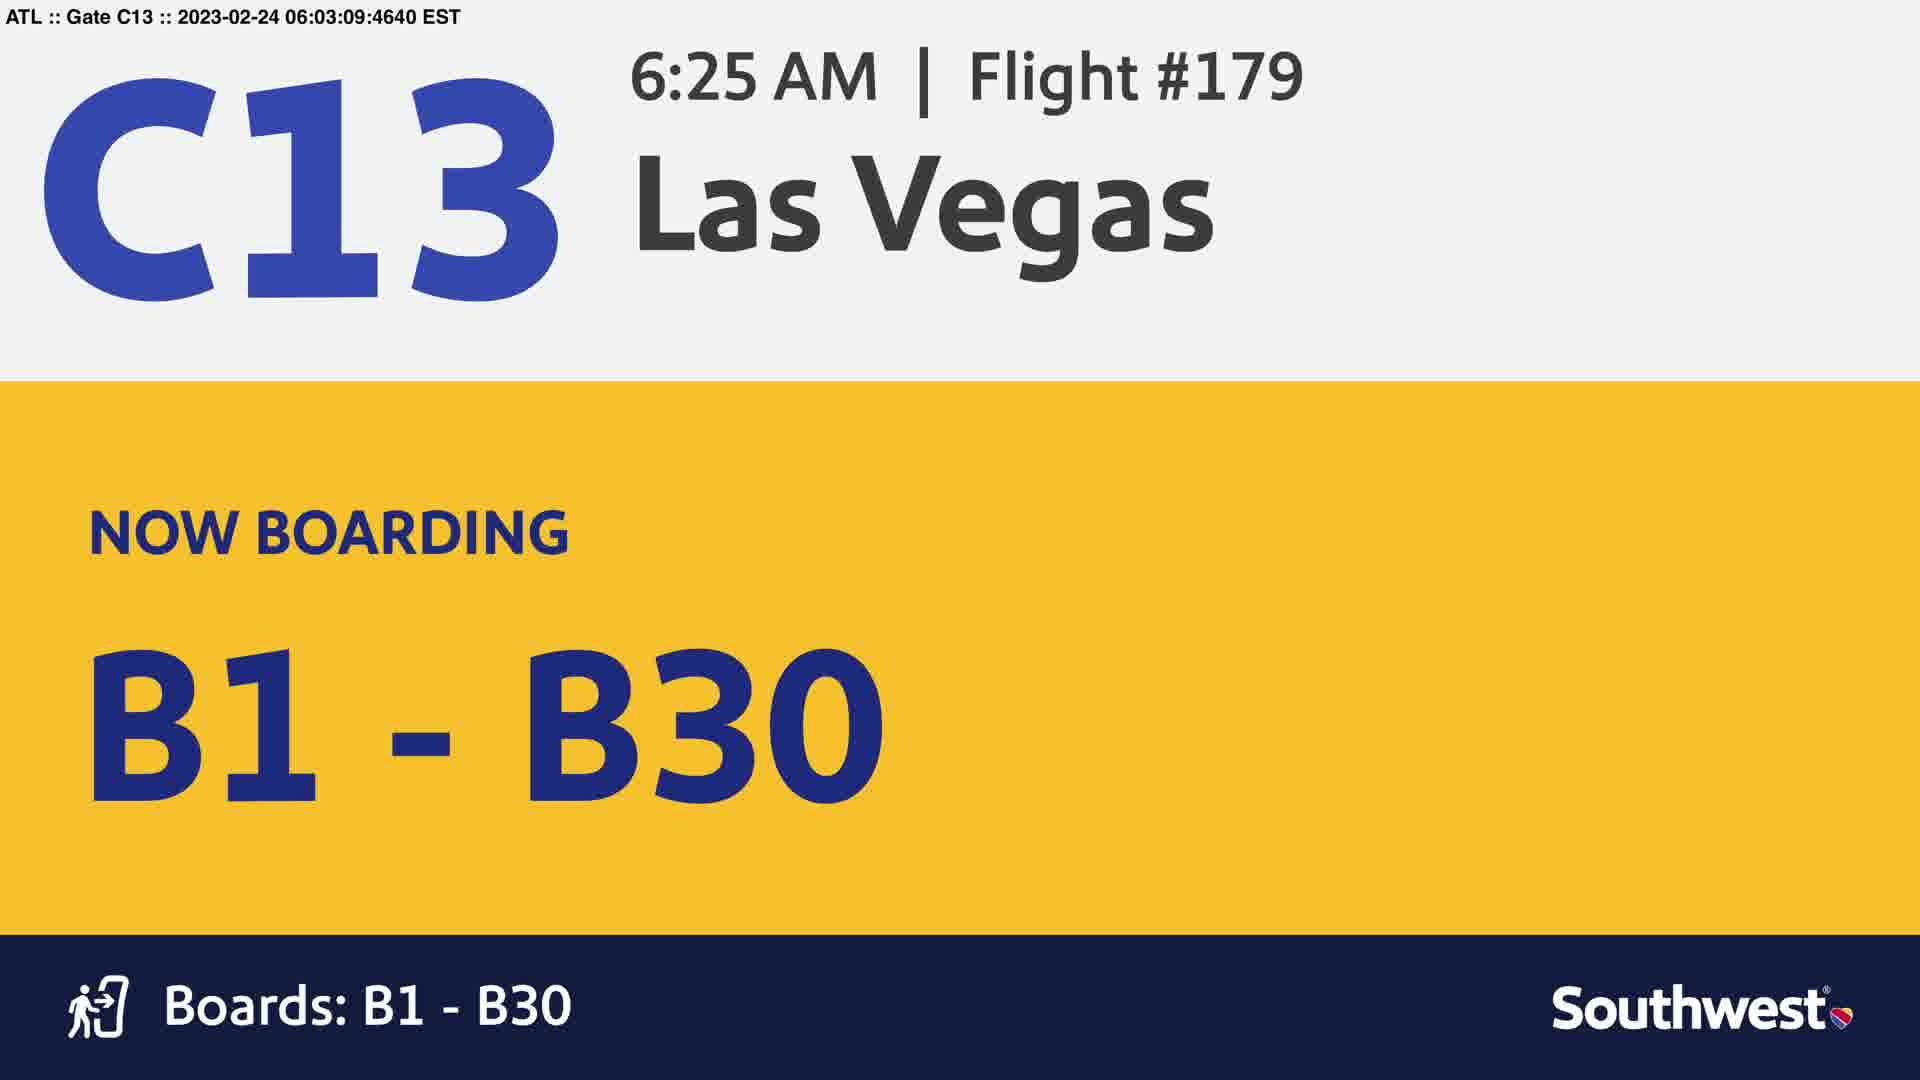 ATL :: Gate C13 :: 2023-02-24 06:03:09:4640 EST
C13
6:25 AM | Flight #179
Las Vegas
NOW BOARDING
B1 - B30
Boards: B1 - B30
Southwest®